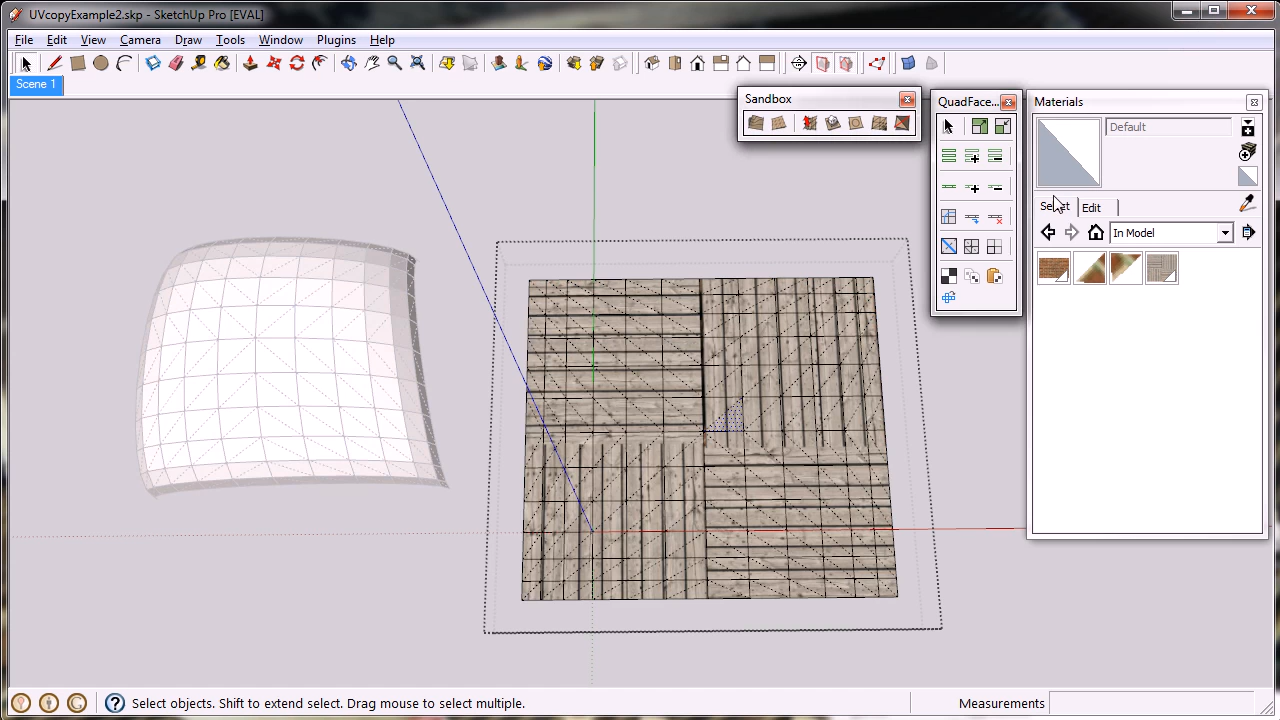 UVcopyExample2.skp - SketchUp Pro [EVAL]
File Edit View Camera Draw Tools Window Plugins Help
Scene 1
Sandbox
QuadFace...
Materials
Default
Select Edit
In Model
Select objects. Shift to extend select. Drag mouse to select multiple.
Measurements